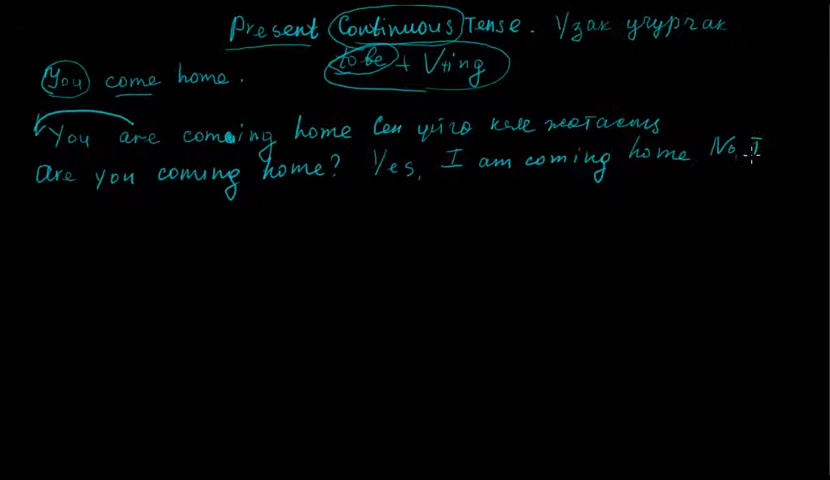 Present Continuous Tense. Узак учурчак
to be + V+ing
You come home.
You are coming home Сен үйгө келе жатасың
are you coming home? Yes, I am coming home No, I